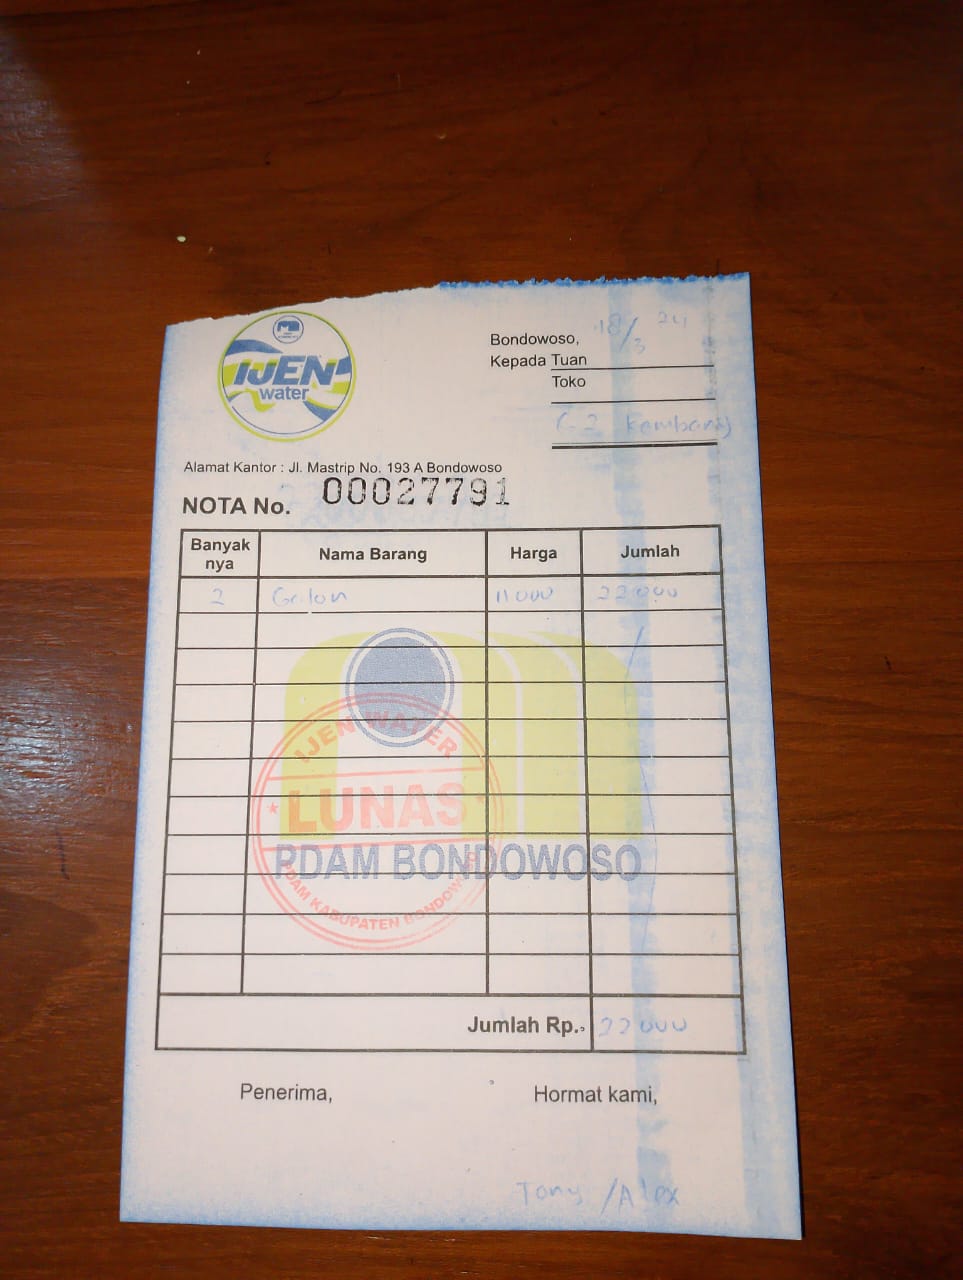 IJEN
water
Bondowoso, 18/3 24
Kepada Tuan
Toko
Kembang
Alamat Kantor : Jl. Mastrip No. 193 A Bondowoso
NOTA No. 00027791
Banyak nya Nama Barang Harga Jumlah
2 Galon 11000 22000
IJEN WATER
LUNAS
PDAM BONDOWOSO
PDAM KABUPATEN BONDOWOSO
Jumlah Rp. 22000
Penerima, Hormat kami,
Tony /Alex